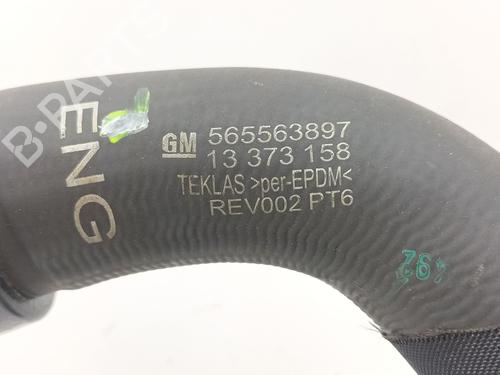 B-PARTS
ENG
GM 565563897
13 373 158
TEKLAS >per-EPDM<
REV002 PT6